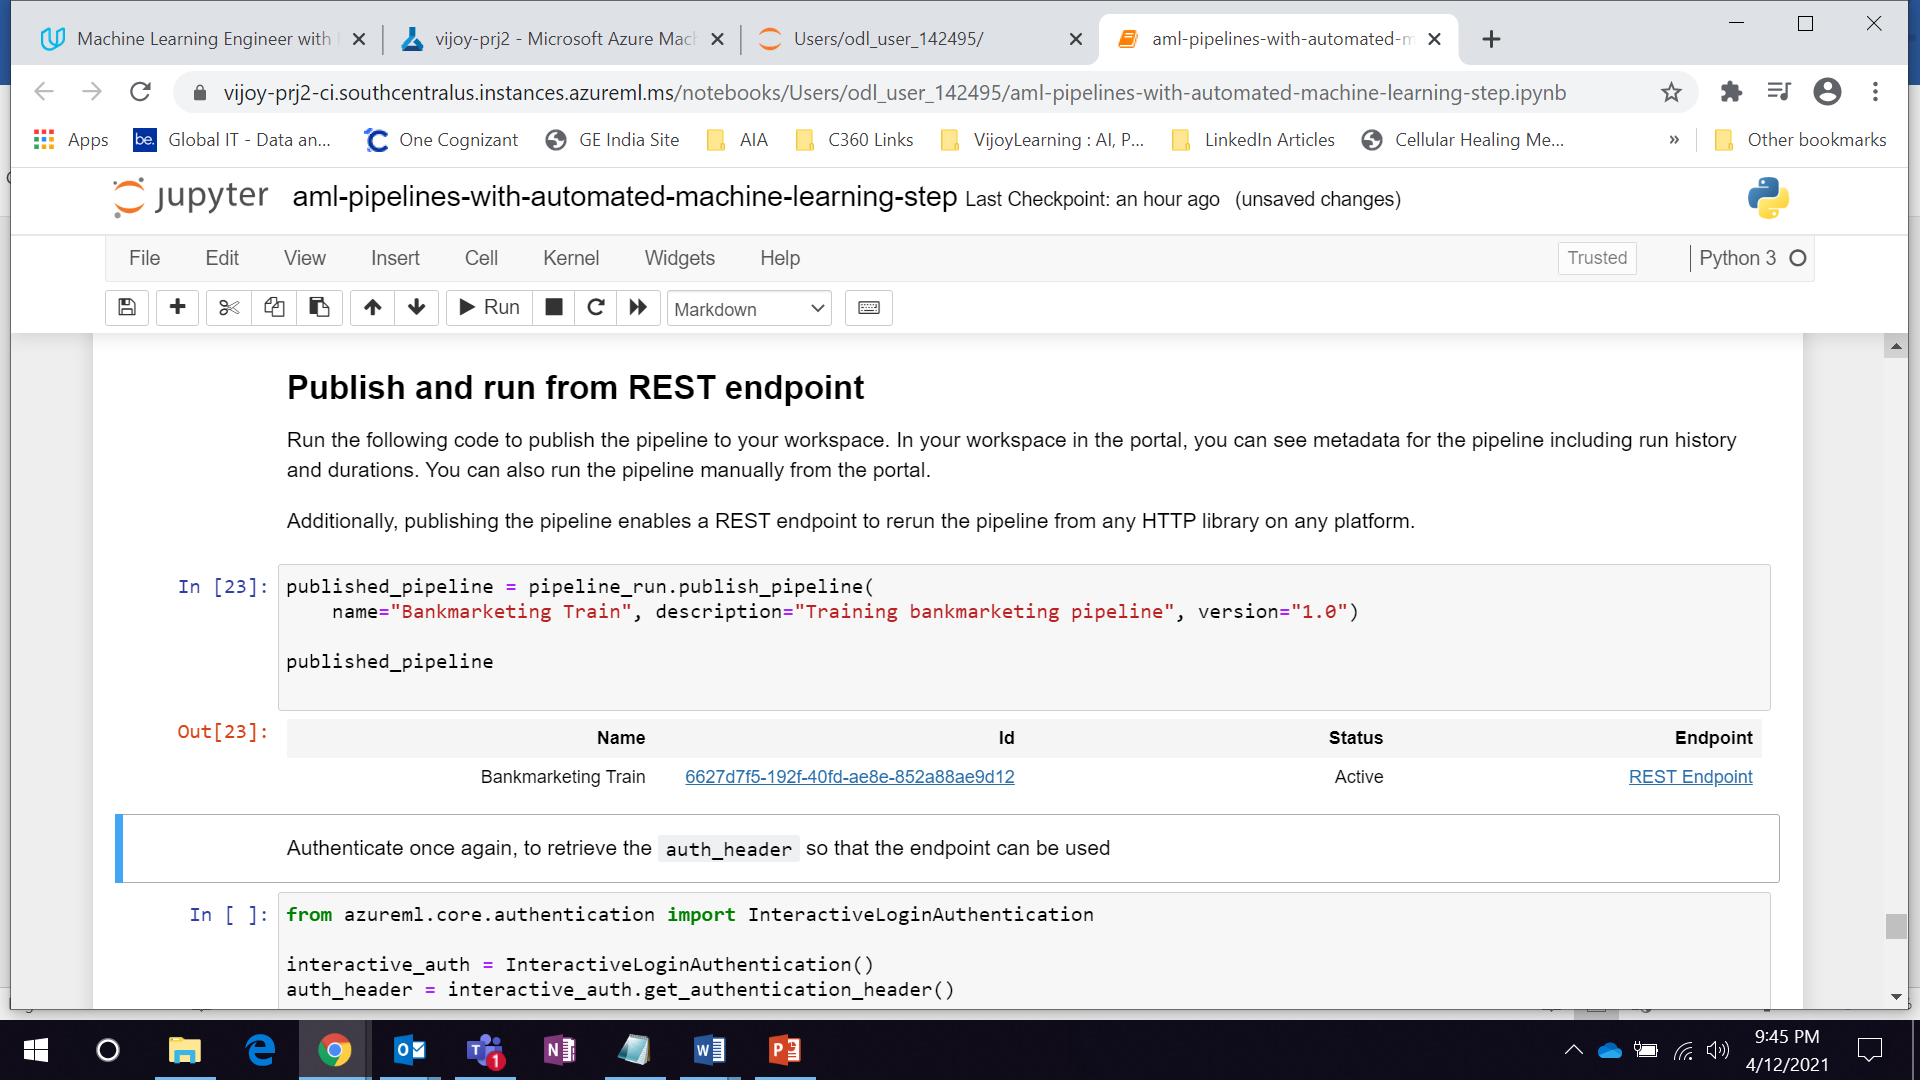 Machine Learning Engineer with
vijoy-prj2 - Microsoft Azure Mac
Users/odl_user_142495/
aml-pipelines-with-automated-m
vijoy-prj2-ci.southcentralus.instances.azureml.ms/notebooks/Users/odl_user_142495/aml-pipelines-with-automated-machine-learning-step.ipynb
Apps
be.
Global IT - Data an...
One Cognizant
GE India Site
AIA
C360 Links
VijoyLearning : AI, P...
LinkedIn Articles
Cellular Healing Me...
»
Other bookmarks
jupyter aml-pipelines-with-automated-machine-learning-step Last Checkpoint: an hour ago (unsaved changes)
File Edit View Insert Cell Kernel Widgets Help Trusted Python 3
Run Markdown
Publish and run from REST endpoint
Run the following code to publish the pipeline to your workspace. In your workspace in the portal, you can see metadata for the pipeline including run history
and durations. You can also run the pipeline manually from the portal.
Additionally, publishing the pipeline enables a REST endpoint to rerun the pipeline from any HTTP library on any platform.
In [23]: published_pipeline = pipeline_run.publish_pipeline(
name="Bankmarketing Train", description="Training bankmarketing pipeline", version="1.0")
published_pipeline
Out[23]: Name Id Status Endpoint
Bankmarketing Train 6627d7f5-192f-40fd-ae8e-852a88ae9d12 Active REST Endpoint
Authenticate once again, to retrieve the auth_header so that the endpoint can be used
In [ ]: from azureml.core.authentication import InteractiveLoginAuthentication
interactive_auth = InteractiveLoginAuthentication()
auth_header = interactive_auth.get_authentication_header()
9:45 PM
4/12/2021